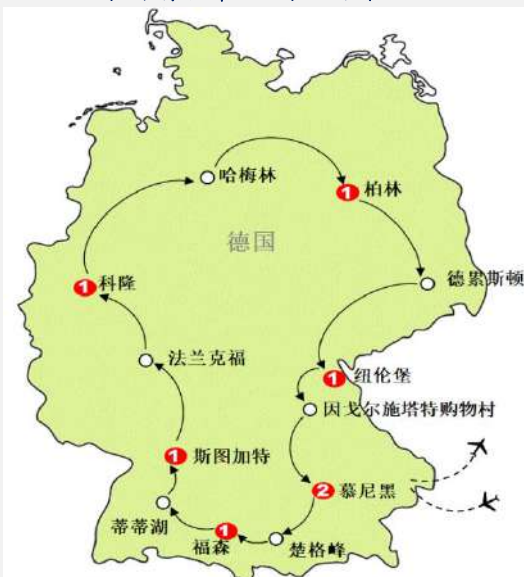 哈梅林
1 柏林
德国
1 科隆
德累斯顿
法兰克福
1 纽伦堡
因戈尔施塔特购物村
1 斯图加特
2 慕尼黑
蒂蒂湖
1
福森
楚格峰